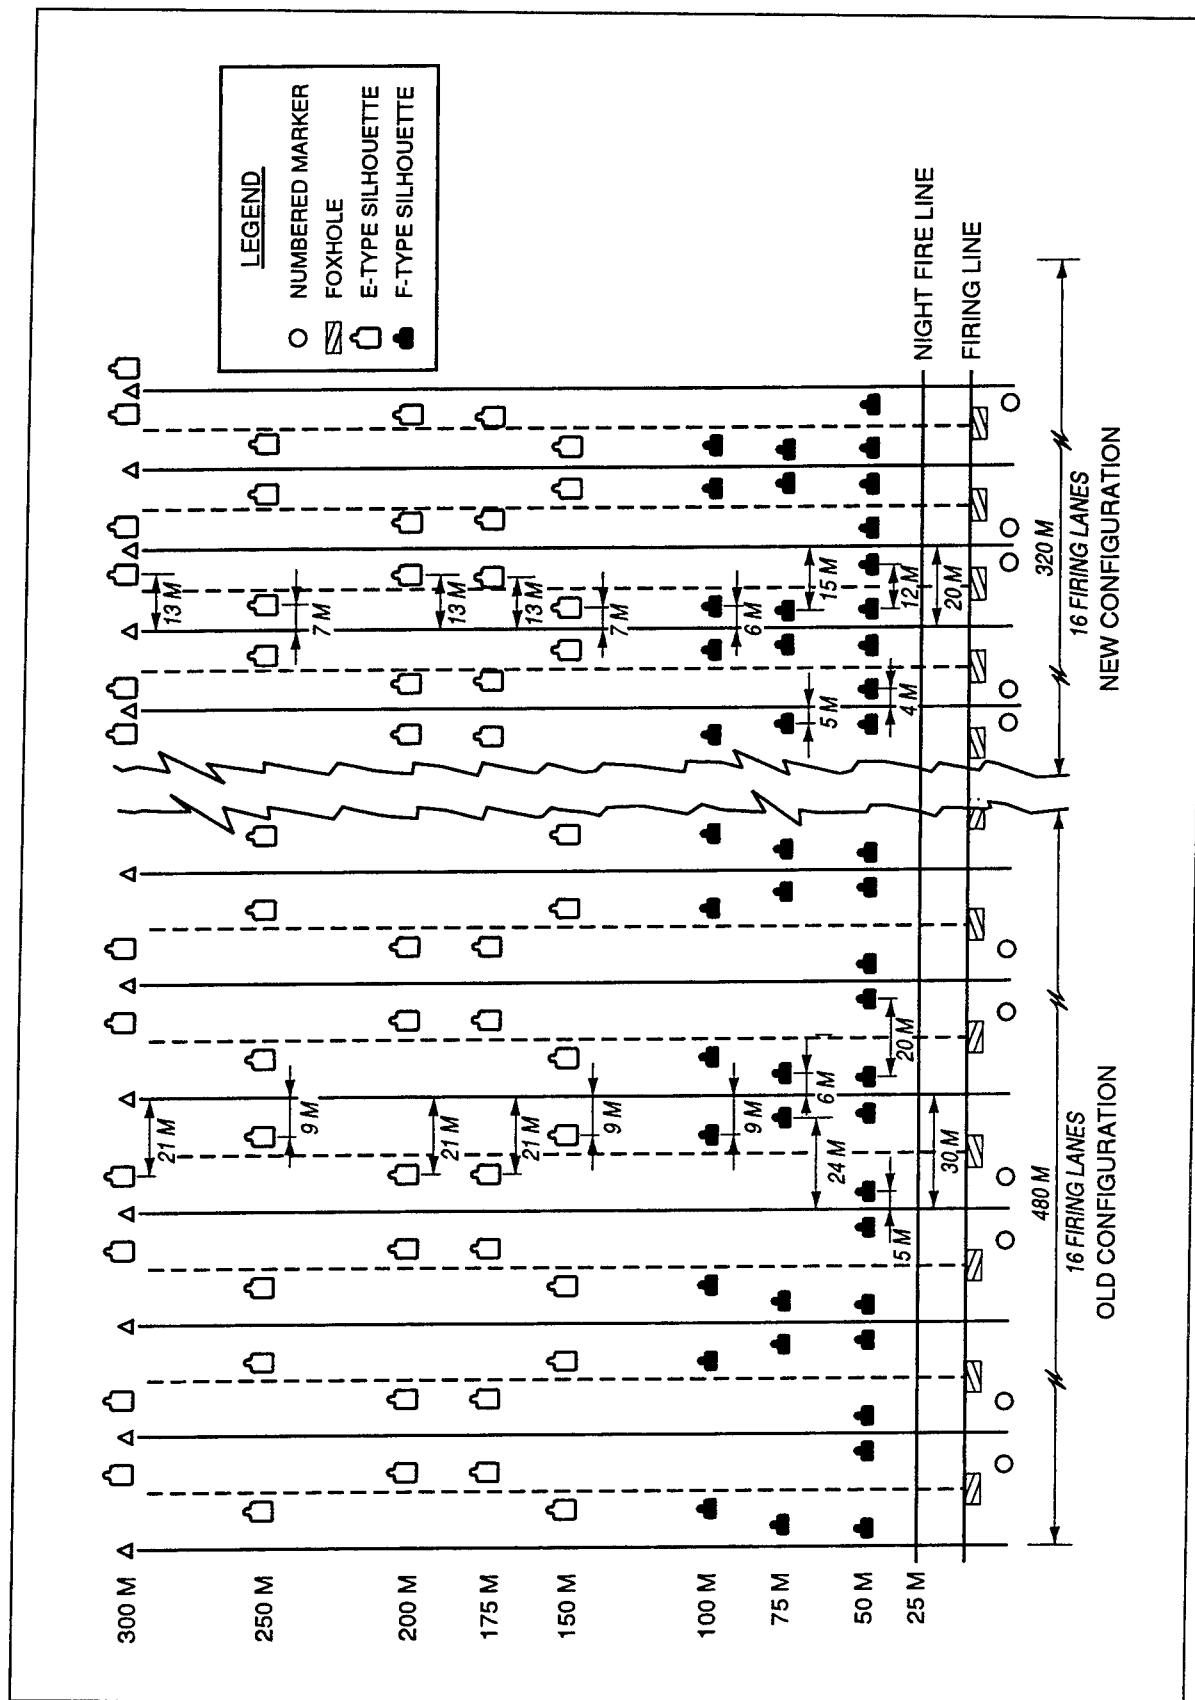 LEGEND
NUMBERED MARKER
FOXHOLE
E-TYPE SILHOUETTE
F-TYPE SILHOUETTE
300 M
250 M
200 M
175 M
150 M
100 M
75 M
50 M
25 M
21 M
13 M
9 M
7 M
21 M
13 M
21 M
13 M
9 M
7 M
9 M
6 M
24 M
6 M
5 M
15 M
5 M
20 M
4 M
12 M
30 M
20 M
NIGHT FIRE LINE
FIRING LINE
480 M
16 FIRING LANES
OLD CONFIGURATION
320 M
16 FIRING LANES
NEW CONFIGURATION